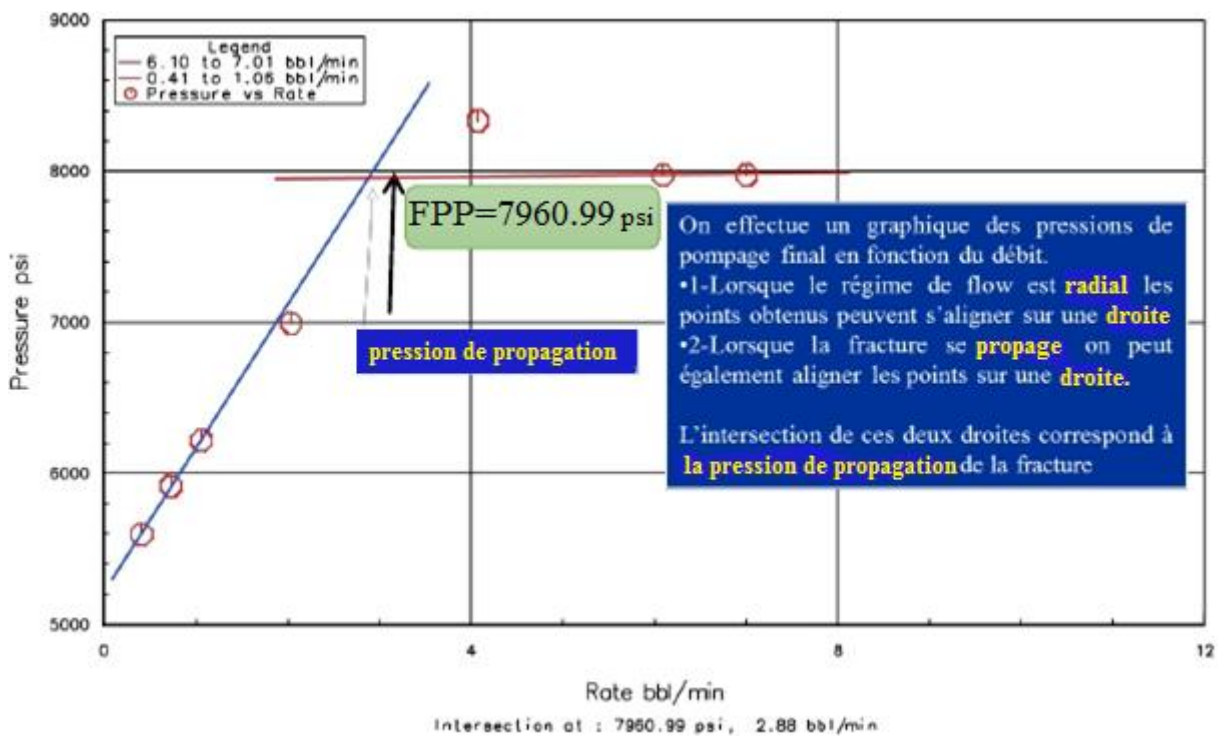 9000
8000
7000
6000
5000
Pressure psi
Legend
6.10 to 7.01 bbl/min
0.41 to 1.06 bbl/min
Pressure vs Rate
FPP=7960.99 psi
pression de propagation
On effectue un graphique des pressions de
pompage final en fonction du débit.
•1-Lorsque le régime de flow est radial les
points obtenus peuvent s'aligner sur une droite
•2-Lorsque la fracture se propage on peut
également aligner les points sur une droite.
L'intersection de ces deux droites correspond à
la pression de propagation de la fracture
0
4
8
12
Rate bbl/min
Intersection at : 7960.99 psi, 2.88 bbl/min